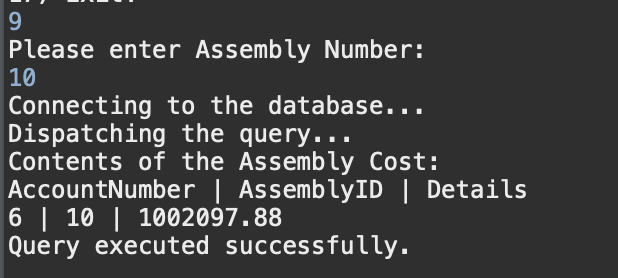 9
Please enter Assembly Number:
10
Connecting to the database...
Dispatching the query...
Contents of the Assembly Cost:
AccountNumber | AssemblyID | Details
6 | 10 | 1002097.88
Query executed successfully.